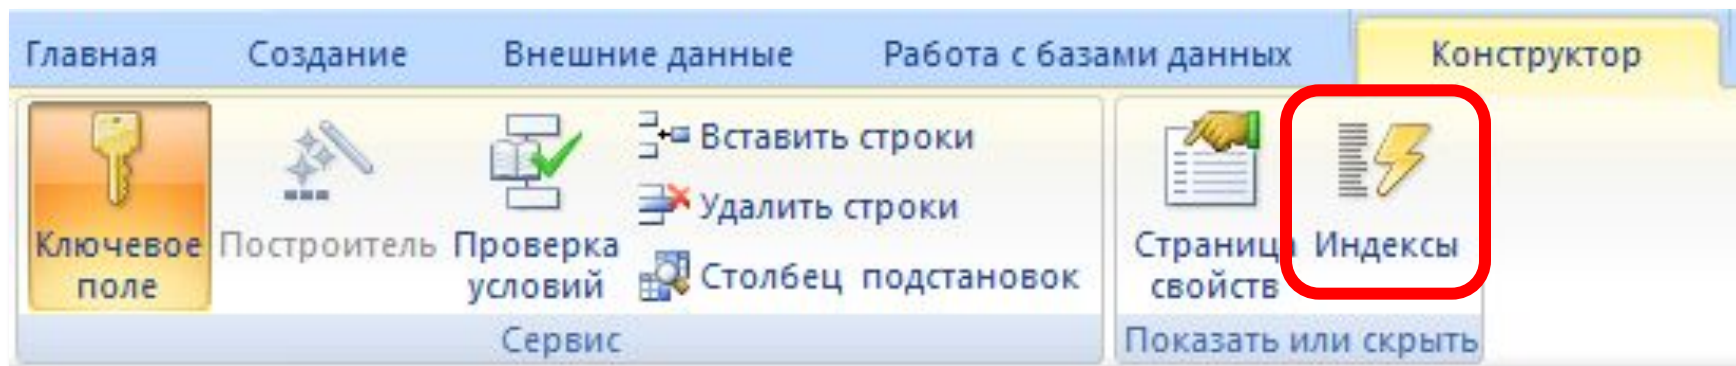 Главная Создание Внешние данные Работа с базами данных Конструктор
Ключевое
поле
Построитель
Проверка
условий
Вставить строки
Удалить строки
Столбец подстановок
Страница
свойств
Индексы
Сервис
Показать или скрыть